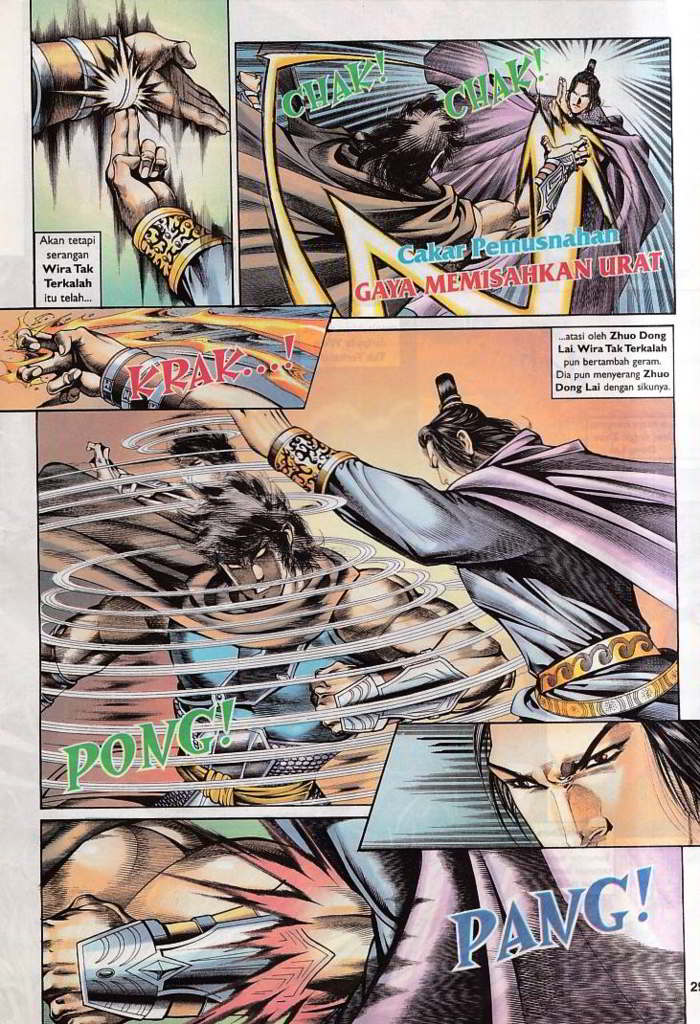 CHAK!
CHAK!
Akan tetapi
serangan
Wira Tak
Terkalah
itu telah...
Cakar Pemusnahan
GAYA MEMISAHKAN URAT
KRAK...!
...atasi oleh Zhuo Dong
Lai. Wira Tak Terkalah
pun bertambah geram.
Dia pun menyerang Zhuo
Dong Lai dengan sikunya.
PONG!
PANG!